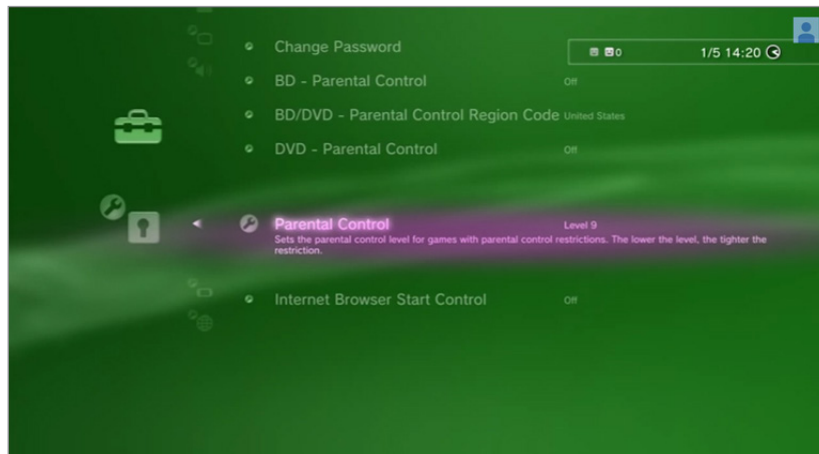 Change Password
0 1/5 14:20
BD - Parental Control Off
BD/DVD - Parental Control Region Code United States
DVD - Parental Control Off
Parental Control Level 9
Sets the parental control level for games with parental control restrictions. The lower the level, the tighter the
restriction.
Internet Browser Start Control Off